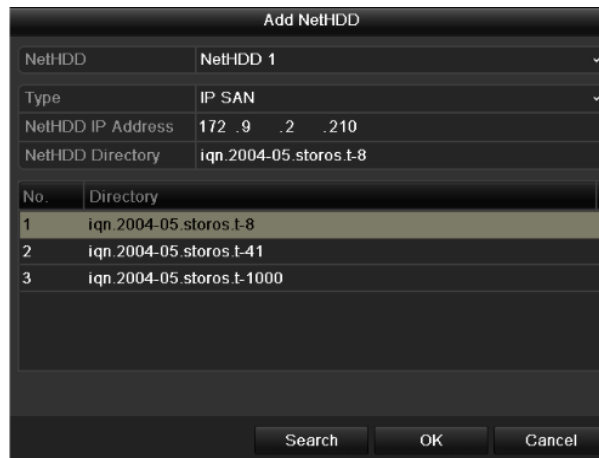 Add NetHDD
NetHDD NetHDD 1
Type IP SAN
NetHDD IP Address 172 .9 .2 .210
NetHDD Directory iqn.2004-05.storos.t-8
No. Directory
1 iqn.2004-05.storos.t-8
2 iqn.2004-05.storos.t-41
3 iqn.2004-05.storos.t-1000
Search OK Cancel